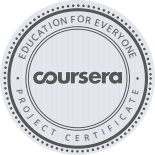 EDUCATION FOR EVERYONE
coursera
PROJECT CERTIFICATE